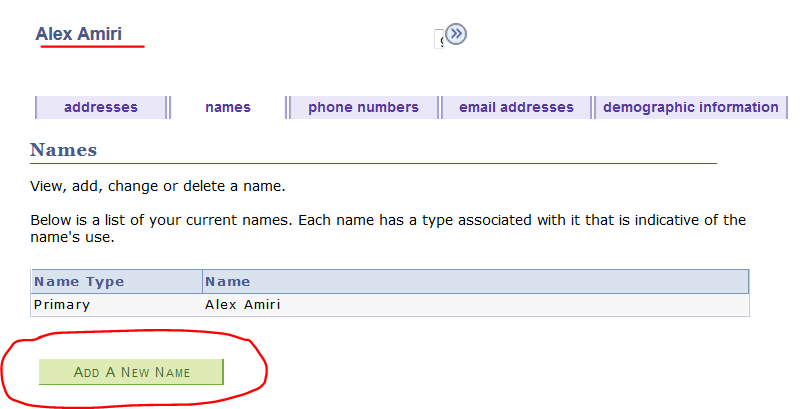 Alex Amiri
addresses names phone numbers email addresses demographic information
Names
View, add, change or delete a name.
Below is a list of your current names. Each name has a type associated with it that is indicative of the
name's use.
Name Type Name
Primary Alex Amiri
ADD A NEW NAME